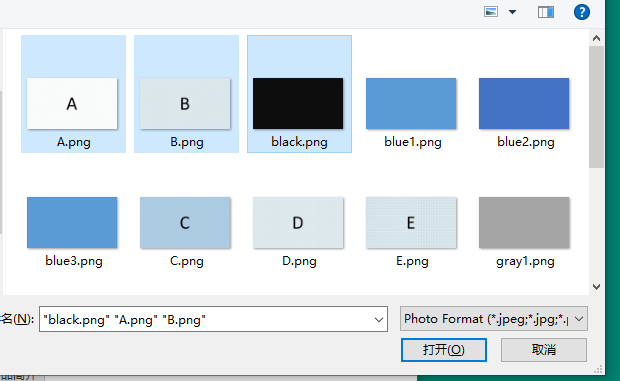 A
B
A.png
B.png
black.png
blue1.png
blue2.png
C
D
E
blue3.png
C.png
D.png
E.png
gray1.png
名(N):
"black.png" "A.png" "B.png"
Photo Format (*.jpeg;*.jpg;*.p
打开(O)
取消